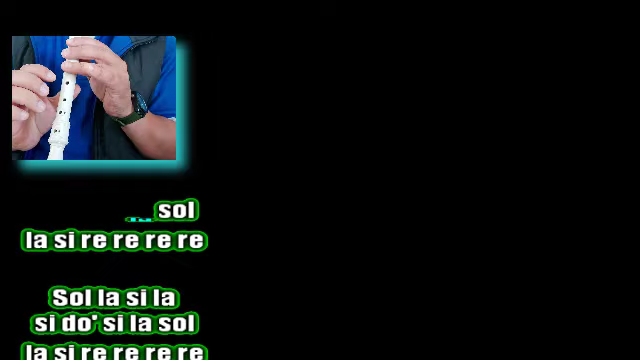 sol
la si re re re re
Sol la si la
si do' si la sol
la si re re re re